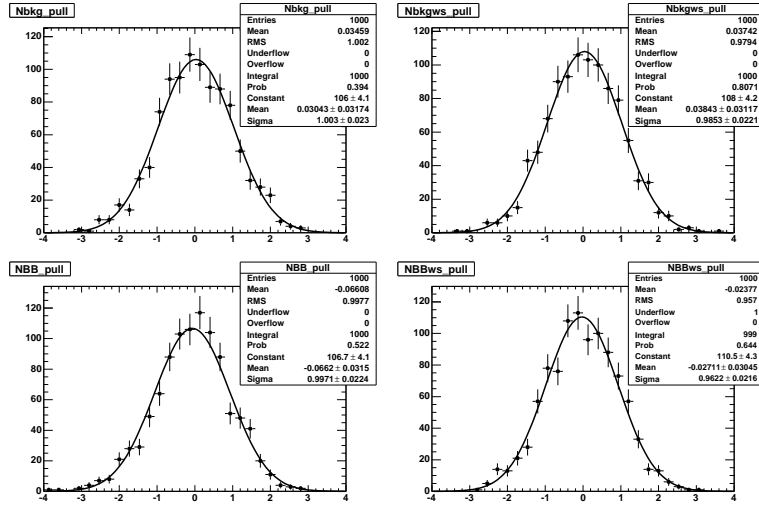 Nbkg_pull
Nbkg_pull
Entries 1000
Mean 0.03459
RMS 1.002
Underflow 0
Overflow 0
Integral 1000
Prob 0.394
Constant 106 ± 4.1
Mean 0.03043 ± 0.03174
Sigma 1.003 ± 0.023
120
100
80
60
40
20
0
-4 -3 -2 -1 0 1 2 3 4
Nbkgws_pull
Nbkgws_pull
Entries 1000
Mean 0.03742
RMS 0.9794
Underflow 0
Overflow 0
Integral 1000
Prob 0.8071
Constant 108 ± 4.2
Mean 0.03843 ± 0.03117
Sigma 0.9853 ± 0.0221
120
100
80
60
40
20
0
-4 -3 -2 -1 0 1 2 3 4
NBB_pull
NBB_pull
Entries 1000
Mean -0.06608
RMS 0.9977
Underflow 0
Overflow 0
Integral 1000
Prob 0.522
Constant 106.7 ± 4.1
Mean -0.0662 ± 0.0315
Sigma 0.9971 ± 0.0224
120
100
80
60
40
20
0
-4 -3 -2 -1 0 1 2 3 4
NBBws_pull
NBBws_pull
Entries 1000
Mean -0.02377
RMS 0.957
Underflow 1
Overflow 0
Integral 999
Prob 0.644
Constant 110.5 ± 4.3
Mean -0.02711 ± 0.03045
Sigma 0.9622 ± 0.0216
120
100
80
60
40
20
0
-4 -3 -2 -1 0 1 2 3 4